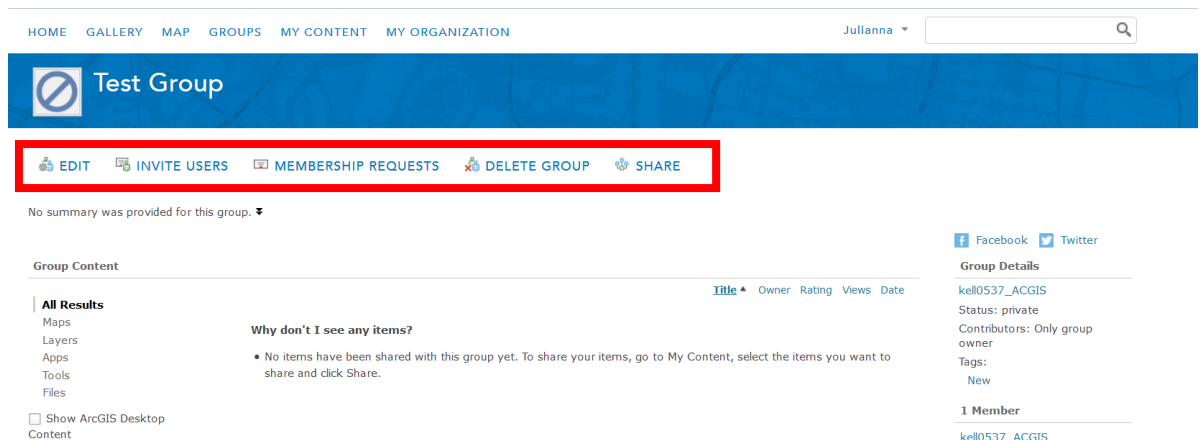 HOME GALLERY MAP GROUPS MY CONTENT MY ORGANIZATION Julianna
Test Group
EDIT INVITE USERS MEMBERSHIP REQUESTS DELETE GROUP SHARE
No summary was provided for this group.
Facebook Twitter
Group Content
Title Owner Rating Views Date
All Results
Maps
Layers
Apps
Tools
Files
Show ArcGIS Desktop
Content
Why don't I see any items?
• No items have been shared with this group yet. To share your items, go to My Content, select the items you want to
share and click Share.
Group Details
kell0537_ACGIS
Status: private
Contributors: Only group
owner
Tags:
New
1 Member
kell0537_ACGIS